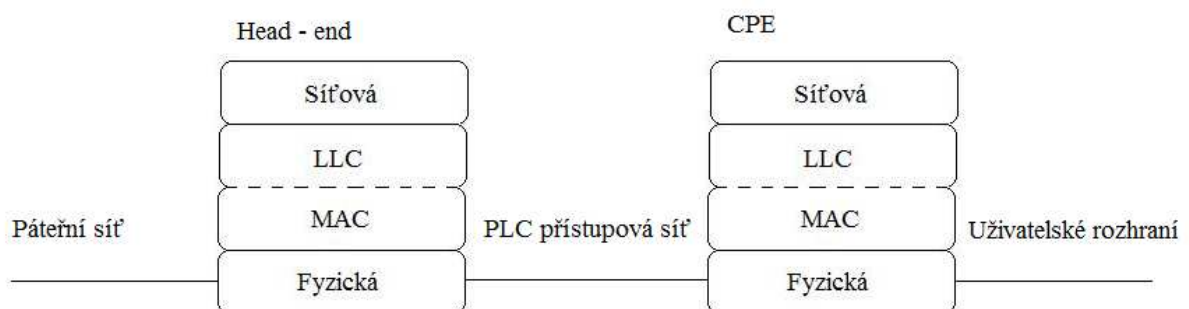 Head - end
CPE
Síťová
Síťová
LLC
LLC
Páteřní síť
MAC
PLC přístupová síť
MAC
Uživatelské rozhraní
Fyzická
Fyzická